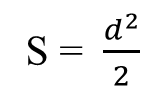 S = d²/2